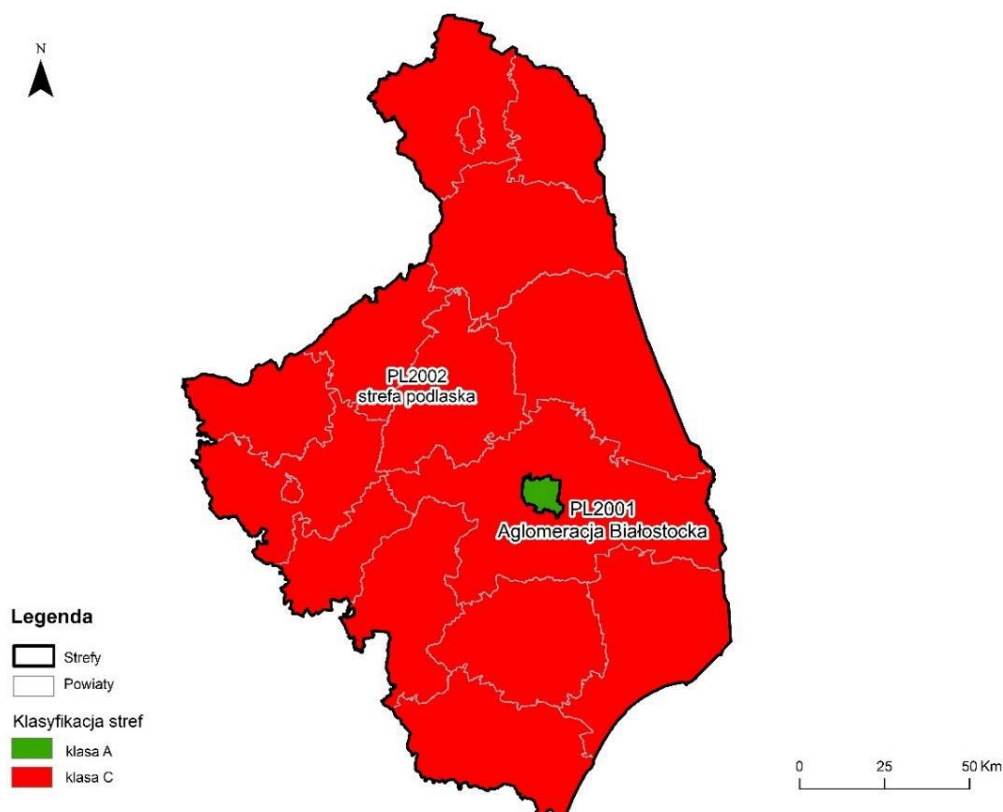 N
PL2002
strefa podlaska
PL2001
Aglomeracja Białostocka
Legenda
Strefy
Powiaty
Klasyfikacja stref
klasa A
klasa C
0 25 50 Km